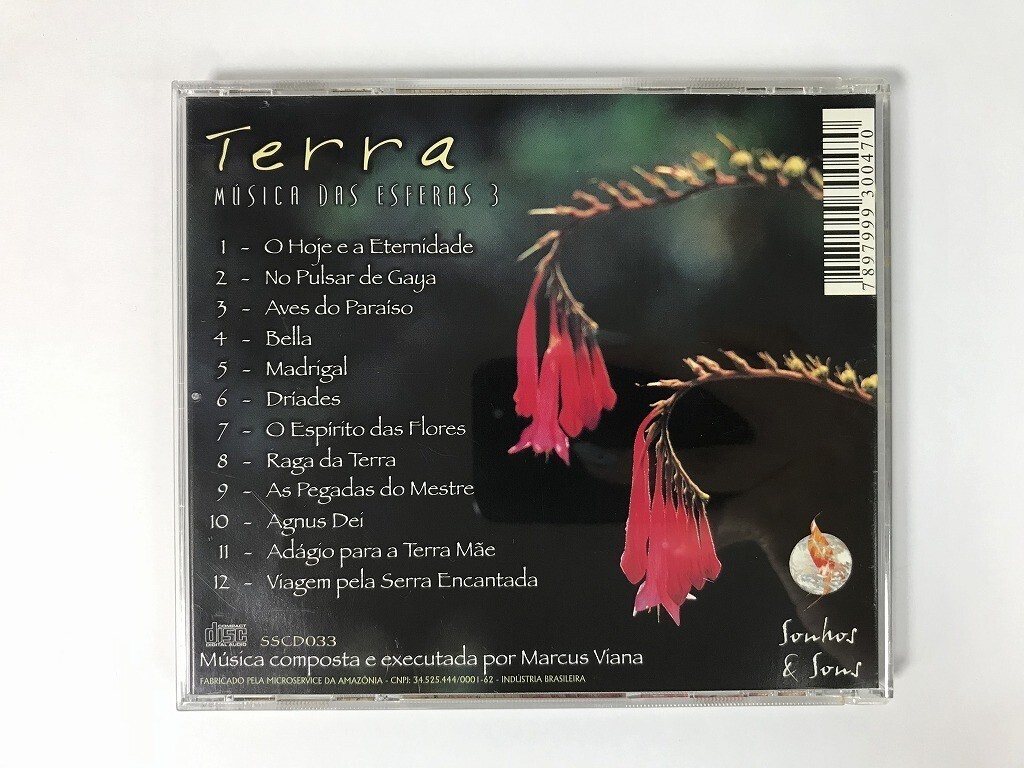 Terra
MÚSICA DAS ESFERAS 3
1 - O Hoje e a Eternidade
2 - No Pulsar de Gaya
3 - Aves do Paraíso
4 - Bella
5 - Madrigal
6 - Dríades
7 - O Espírito das Flores
8 - Raga da Terra
9 - As Pegadas do Mestre
10 - Agnus Dei
11 - Adágio para a Terra Mãe
12 - Viagem pela Serra Encantada
7 897999 300470
COMPACT
disc
DIGITAL AUDIO
SSCD033
Música composta e executada por Marcus Viana
FABRICADO PELA MICROSERVICE DA AMAZÔNIA - CNPJ: 34.525.444/0001-62 - INDÚSTRIA BRASILEIRA
Sonhos
& Sons